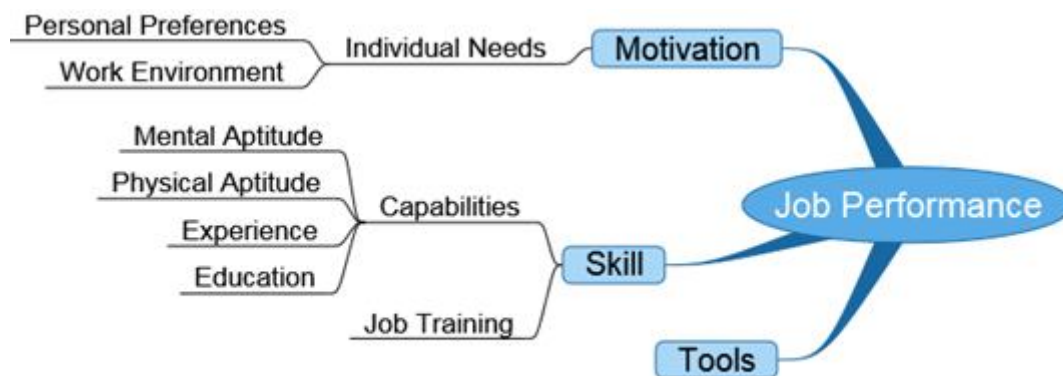 Personal Preferences
Work Environment
Individual Needs
Motivation
Mental Aptitude
Physical Aptitude
Experience
Education
Capabilities
Job Training
Skill
Tools
Job Performance